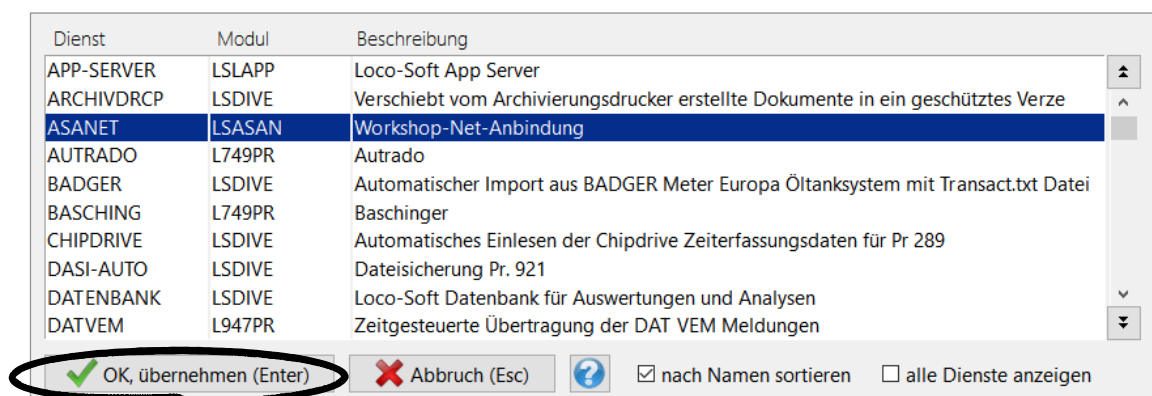 Dienst Modul Beschreibung
APP-SERVER LSLAPP Loco-Soft App Server
ARCHIVDRCP LSDIVE Verschiebt vom Archivierungsdrucker erstellte Dokumente in ein geschütztes Verze
ASANET LSASAN Workshop-Net-Anbindung
AUTRADO L749PR Autrado
BADGER LSDIVE Automatischer Import aus BADGER Meter Europa Öltanksystem mit Transact.txt Datei
BASCHING L749PR Baschinger
CHIPDRIVE LSDIVE Automatisches Einlesen der Chipdrive Zeiterfassungsdaten für Pr 289
DASI-AUTO LSDIVE Dateisicherung Pr. 921
DATENBANK LSDIVE Loco-Soft Datenbank für Auswertungen und Analysen
DATVEM L947PR Zeitgesteuerte Übertragung der DAT VEM Meldungen
OK, übernehmen (Enter) Abbruch (Esc) ? nach Namen sortieren alle Dienste anzeigen